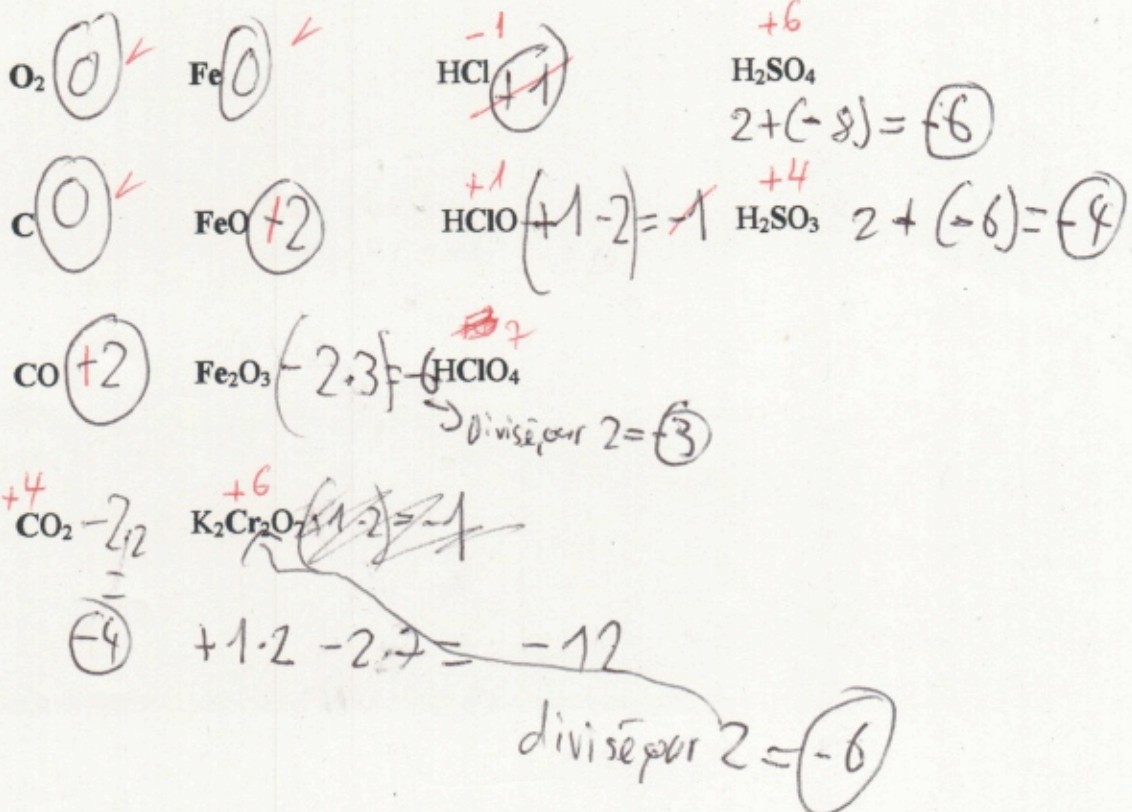 -1 +6
O₂ 0 ✓ Fe 0 ✓ HCl +1 H₂SO₄
2+(-8) = -6
+1 +4
C 0 ✓ FeO +2 HClO (+1-2) = -1 H₂SO₃ 2 + (-6) = -4
7
CO +2 Fe₂O₃ (-2.3) = -6 HClO₄
→ Divisé par 2 = -3
+4 +6
CO₂ -2.2 K₂Cr₂O₇ (+1-2) = -1
=
-4 +1.2 -2.7 = -12
divisé par 2 = -6